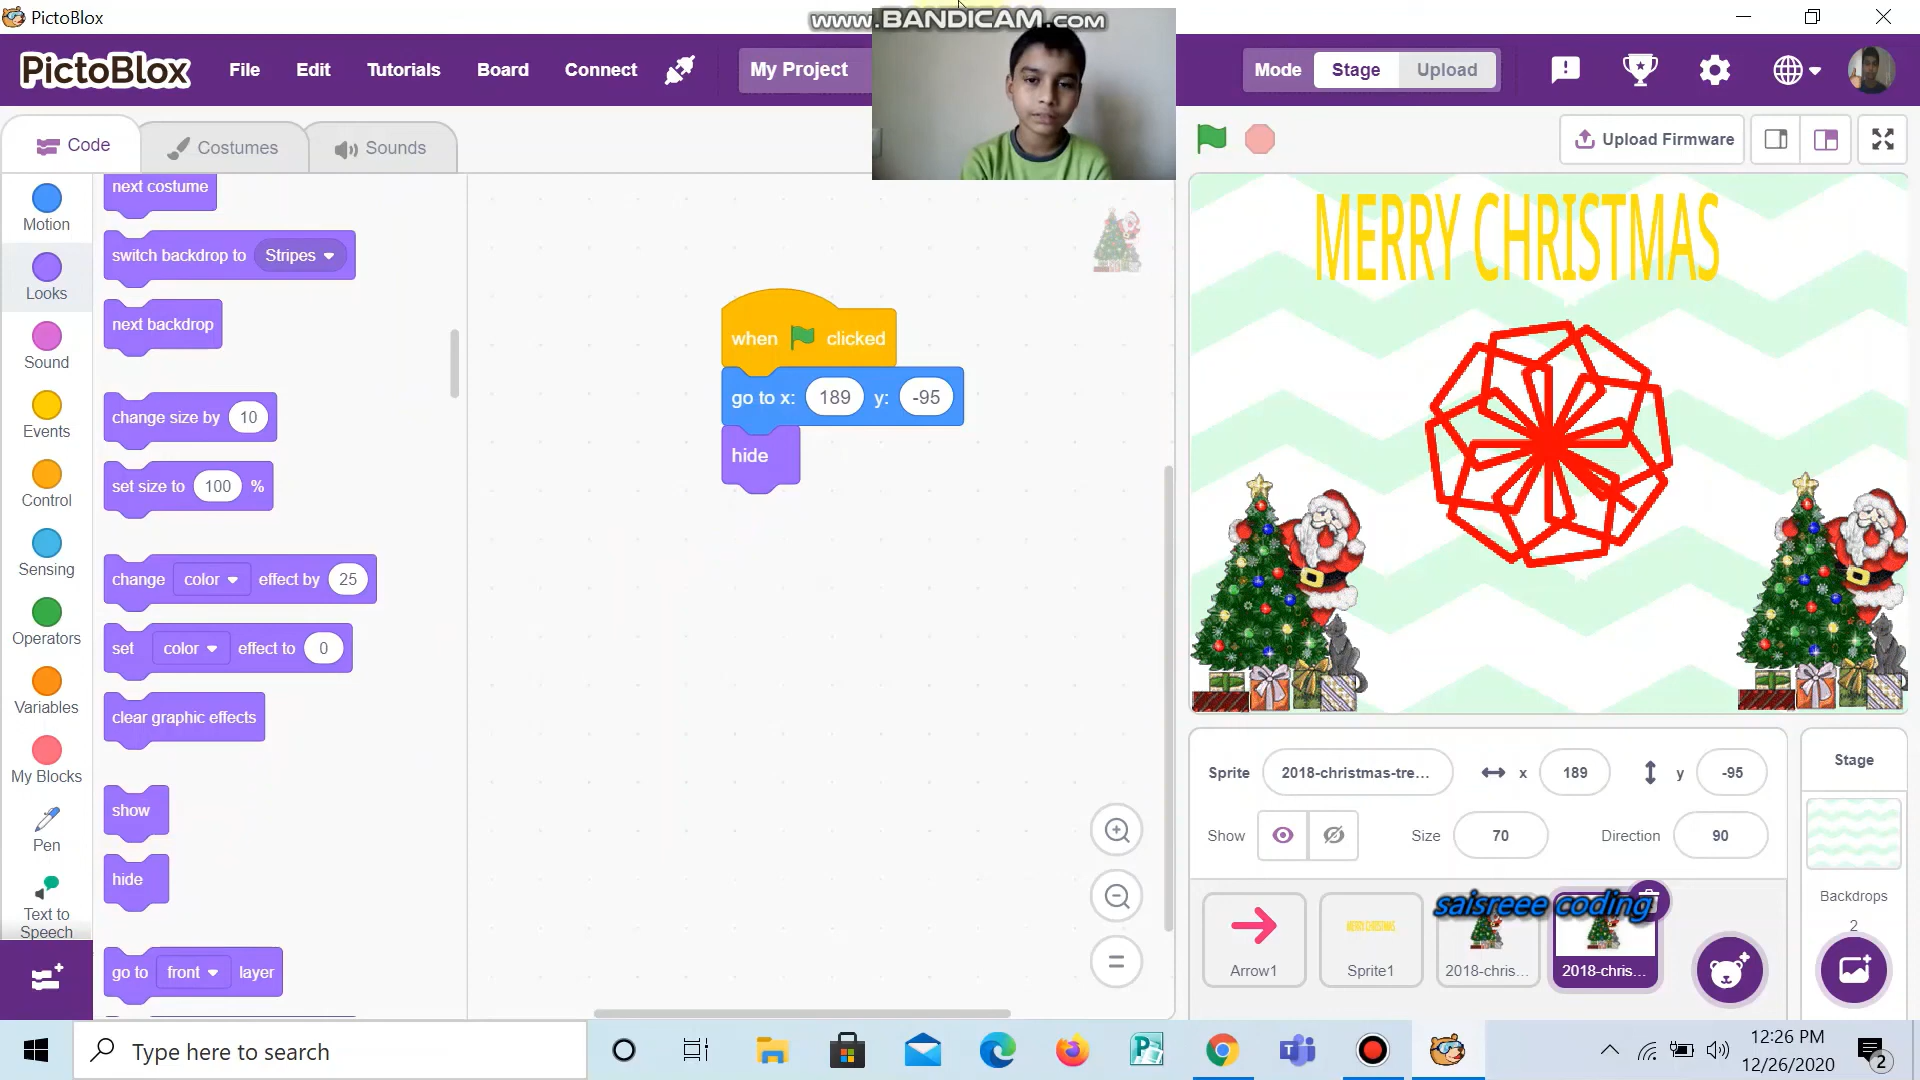 PictoBlox
www.BANDICAM.com
PictoBlox
File
Edit
Tutorials
Board
Connect
My Project
Mode
Stage
Upload
Code
Costumes
Sounds
Upload Firmware
Motion
Looks
Sound
Events
Control
Sensing
Operators
Variables
My Blocks
Pen
Text to
Speech
next costume
switch backdrop to Stripes
next backdrop
change size by 10
set size to 100 %
change color effect by 25
set color effect to 0
clear graphic effects
show
hide
go to front layer
when clicked
go to x: 189 y: -95
hide
MERRY CHRISTMAS
Sprite 2018-christmas-tre... x 189 y -95
Show Size 70 Direction 90
Stage
Backdrops
2
saisreee coding
MERRY CHRISTMAS
Arrow1
Sprite1
2018-chris...
2018-chris...
Type here to search
12:26 PM
12/26/2020
2